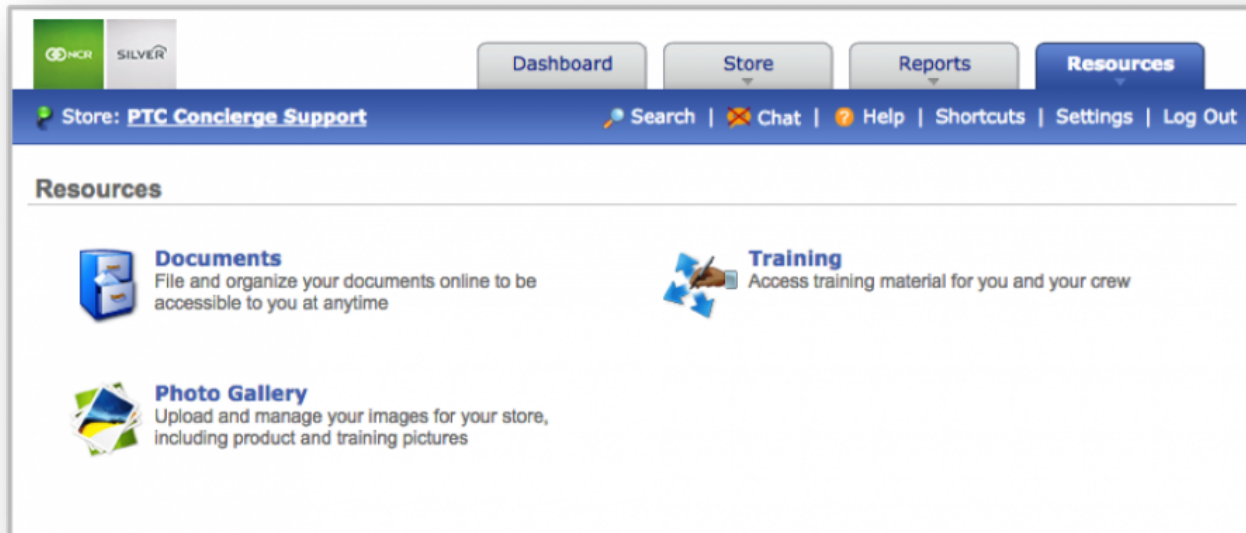 NCR SILVER
Dashboard Store Reports Resources
Store: PTC Concierge Support Search | Chat | Help | Shortcuts | Settings | Log Out
Resources
Documents
File and organize your documents online to be
accessible to you at anytime
Training
Access training material for you and your crew
Photo Gallery
Upload and manage your images for your store,
including product and training pictures